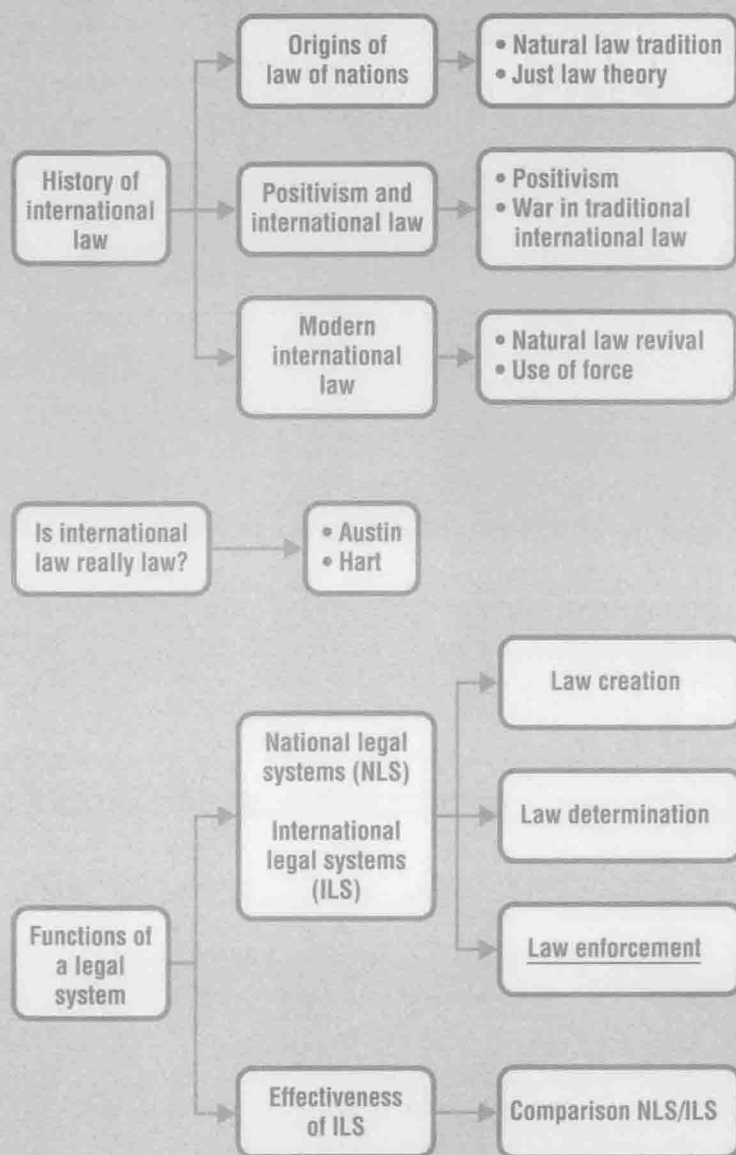 Origins of
law of nations
• Natural law tradition
• Just law theory
History of
international
law
Positivism and
international law
• Positivism
• War in traditional
international law
Modern
international
law
• Natural law revival
• Use of force
Is international
law really law?
• Austin
• Hart
Functions of
a legal
system
National legal
systems (NLS)
International
legal systems
(ILS)
Law creation
Law determination
Law enforcement
Effectiveness
of ILS
Comparison NLS/ILS